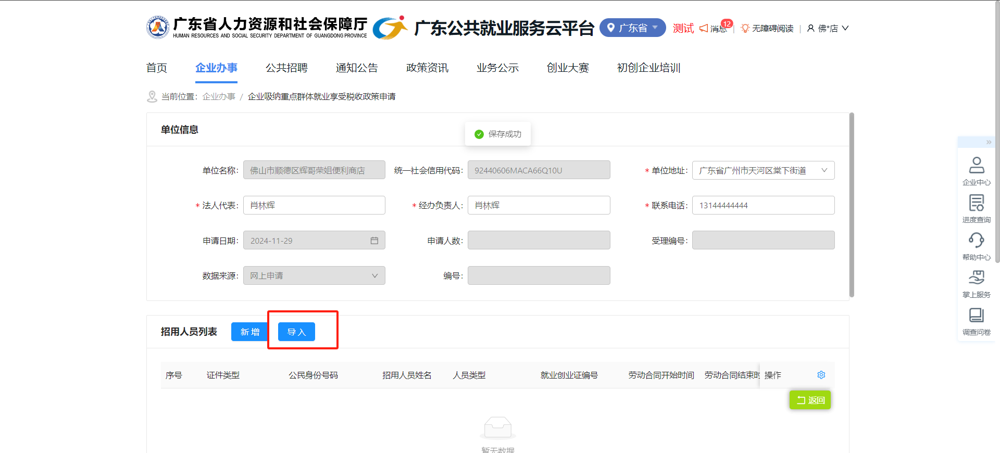 广东省人力资源和社会保障厅
HUMAN RESOURCES AND SOCIAL SECURITY DEPARTMENT OF GUANGDONG PROVINCE
广东公共就业服务云平台
广东省
测试 消息 12 | 无障碍阅读 | 佛*店
首页 企业办事 公共招聘 通知公告 政策资讯 业务公示 创业大赛 初创企业培训
当前位置: 企业办事 / 企业吸纳重点群体就业享受税收政策申请
单位信息
保存成功
单位名称: 佛山市顺德区辉哥荣姐便利商店 统一社会信用代码: 92440606MACA66Q10U * 单位地址: 广东省广州市天河区棠下街道
* 法人代表: 肖林辉 * 经办负责人: 肖林辉 * 联系电话: 13144444444
申请日期: 2024-11-29 申请人数: 受理编号:
数据来源: 网上申请 编号:
招用人员列表 新增 导入
序号 证件类型 公民身份号码 招用人员姓名 人员类型 就业创业证编号 劳动合同开始时间 劳动合同结束时 操作
返回
暂无数据
»
企业中心
进度查询
帮助中心
掌上服务
调查问卷